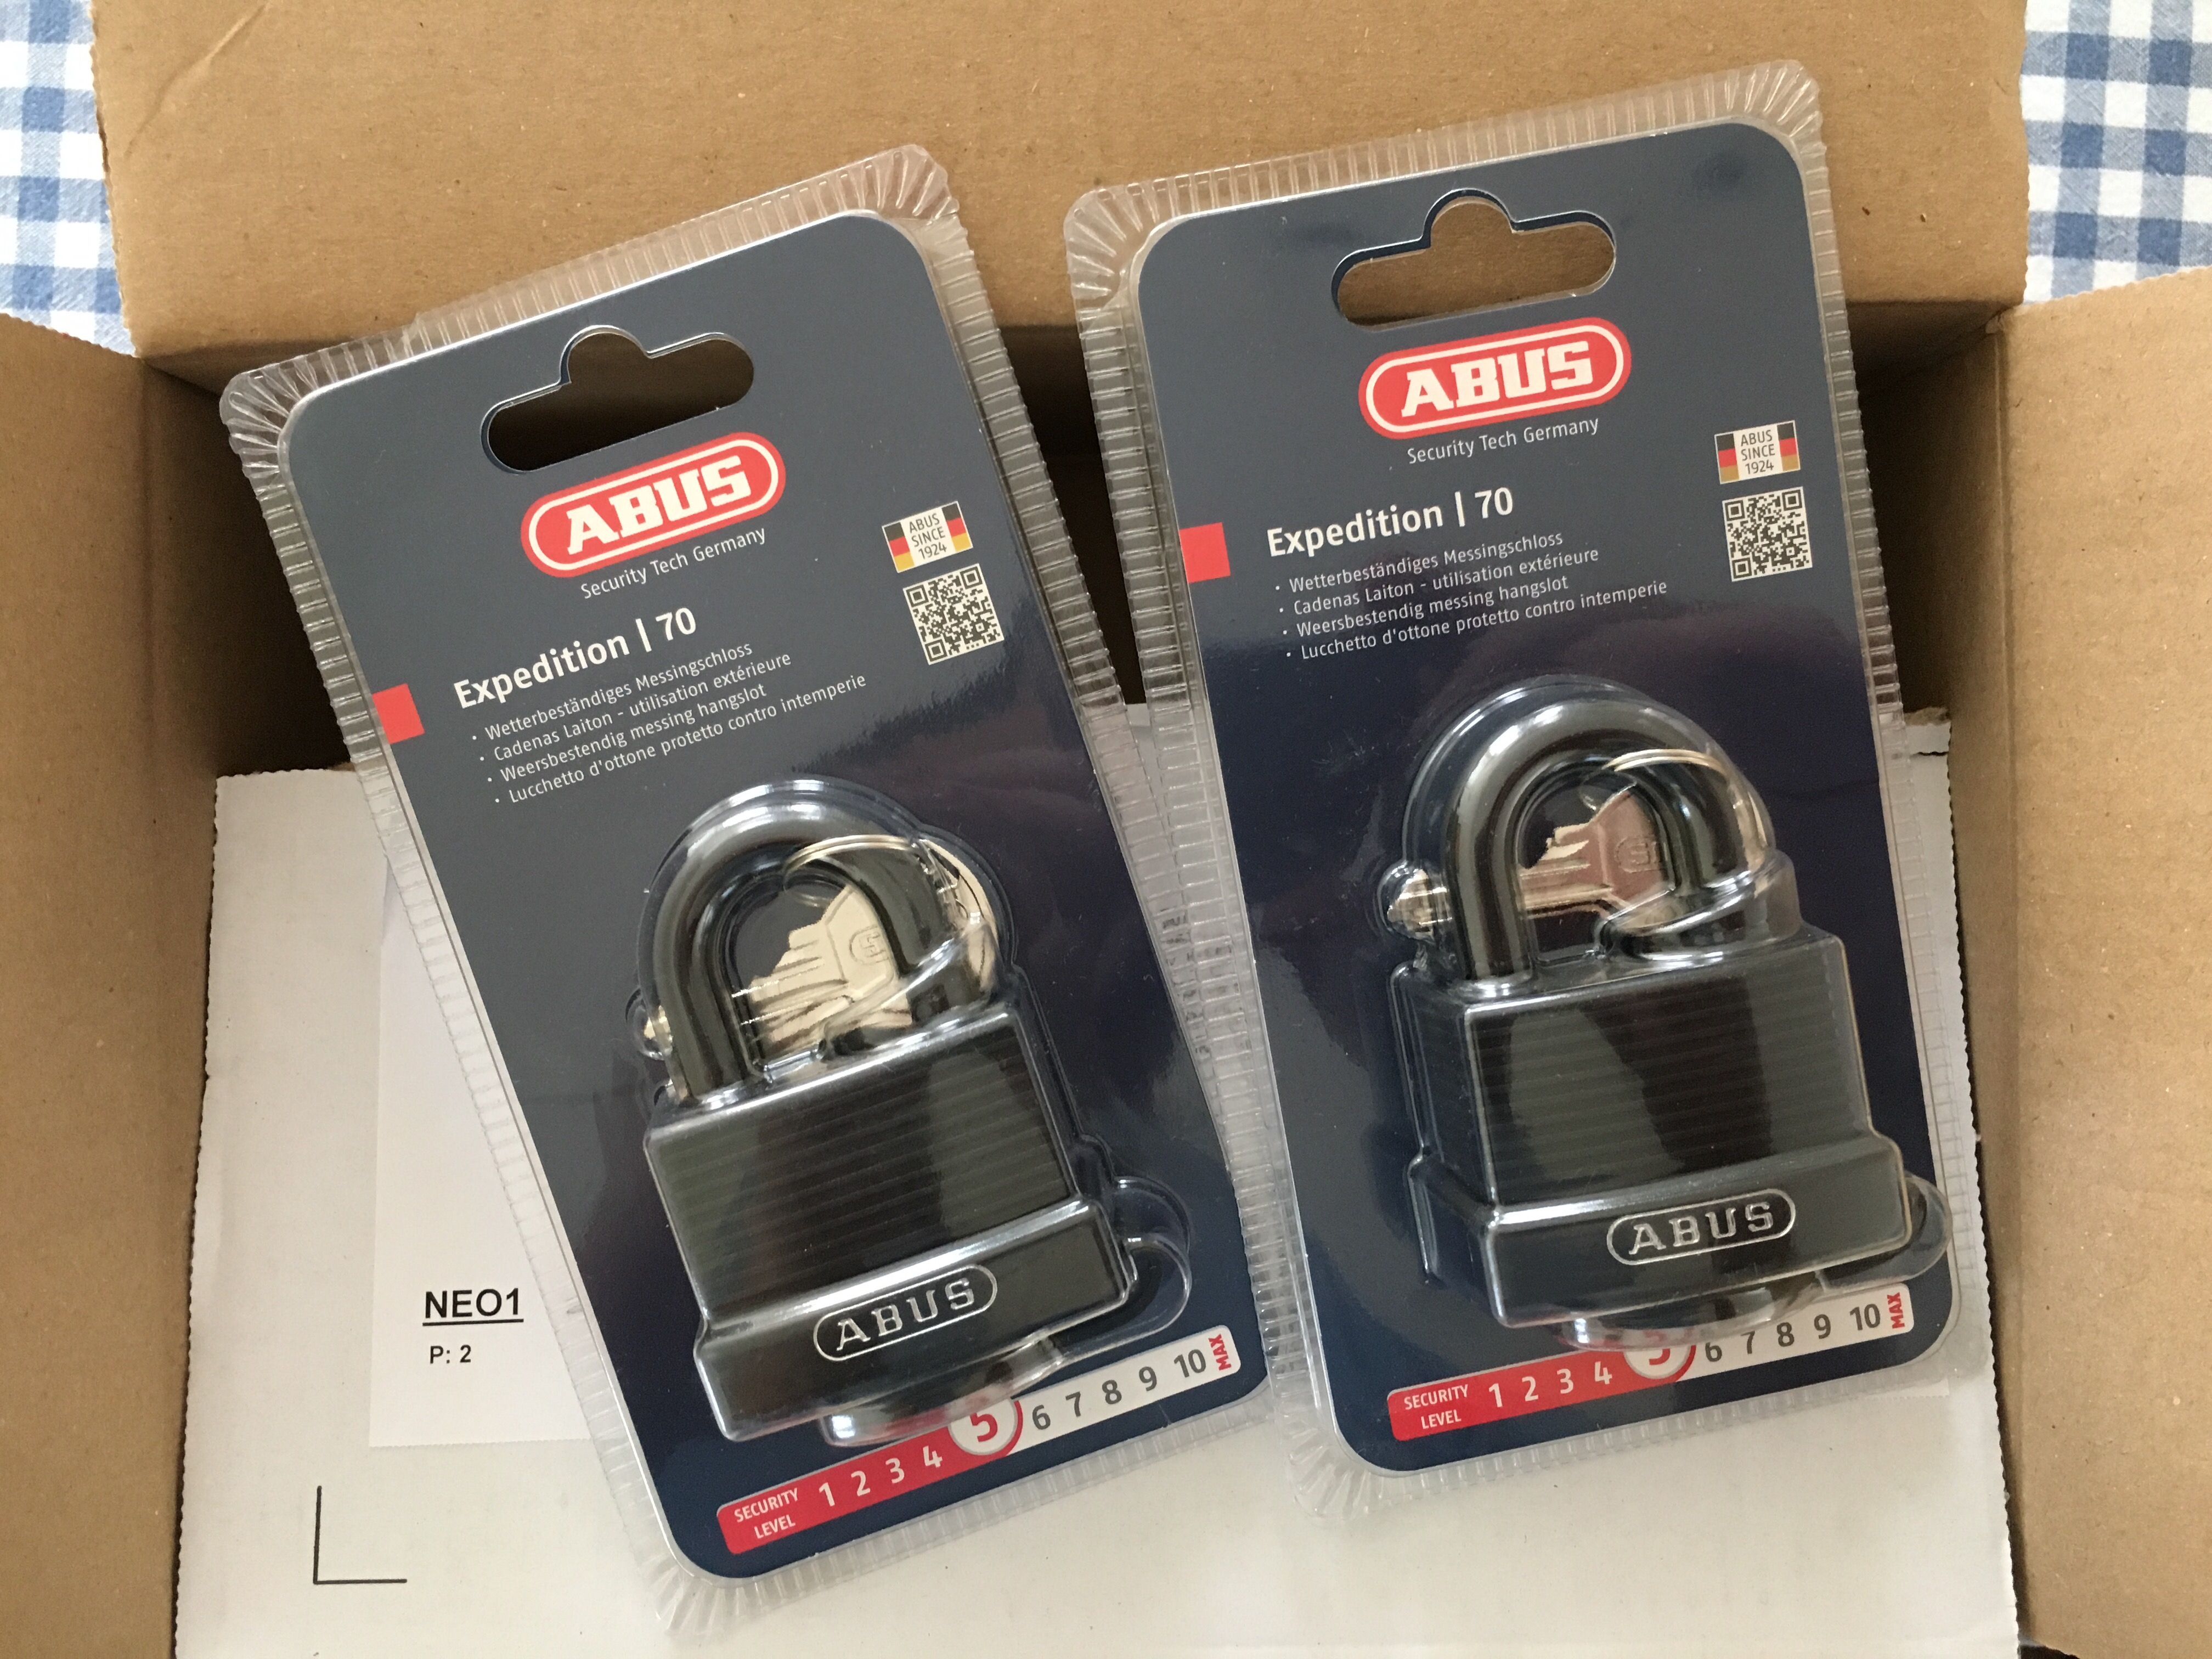 ABUS
Security Tech Germany
ABUS
SINCE
1924
Expedition | 70
• Wetterbeständiges Messingschloss
• Cadenas Laiton - utilisation extérieure
• Weersbestendig messing hangslot
• Lucchetto d'ottone protetto contro intemperie
ABUS
SECURITY
LEVEL
1 2 3 4 5 6 7 8 9 10 MAX
ABUS
Security Tech Germany
ABUS
SINCE
1924
Expedition | 70
• Wetterbeständiges Messingschloss
• Cadenas Laiton - utilisation extérieure
• Weersbestendig messing hangslot
• Lucchetto d'ottone protetto contro intemperie
ABUS
SECURITY
LEVEL
1 2 3 4 5 6 7 8 9 10 MAX
NEO1
P: 2